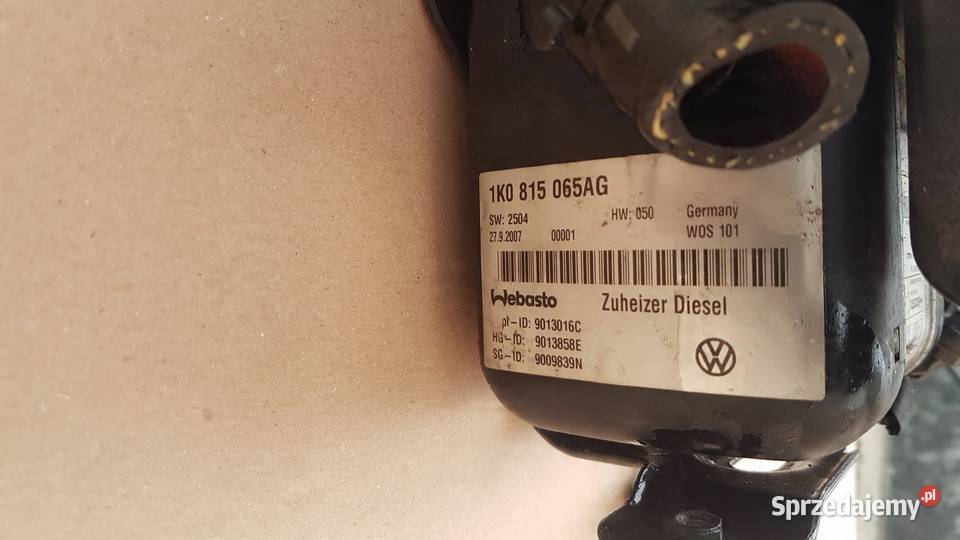 1K0 815 065AG
SW: 2504 HW: 050 Germany
27.9.2007 00001 WOS 101
Webasto Zuheizer Diesel
pf-ID: 9013016C
HG-ID: 9013858E
SG-ID: 9009839N
Sprzedajemy.pl